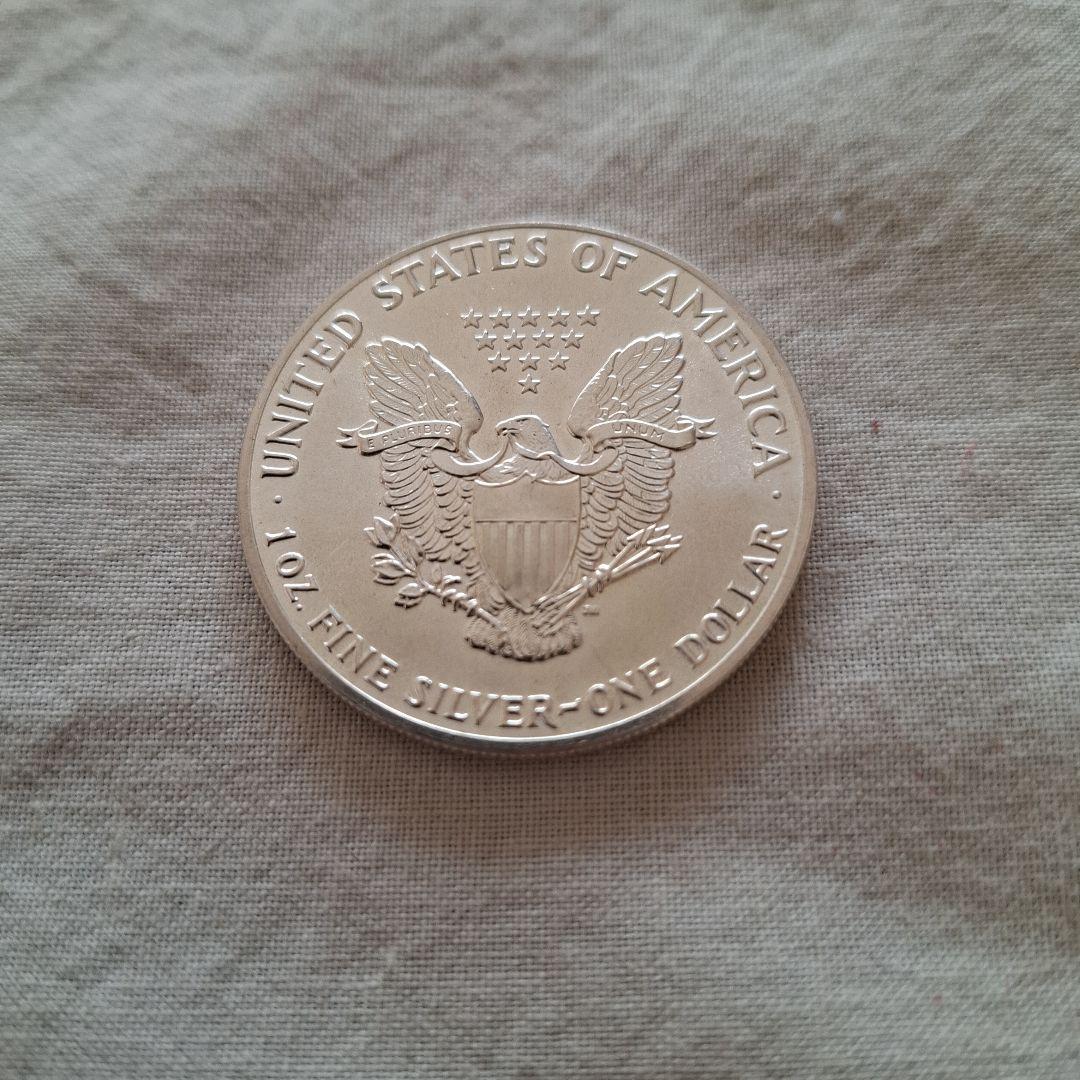 UNITED STATES OF AMERICA
E PLURIBUS UNUM
· 1 OZ. FINE SILVER-ONE DOLLAR ·